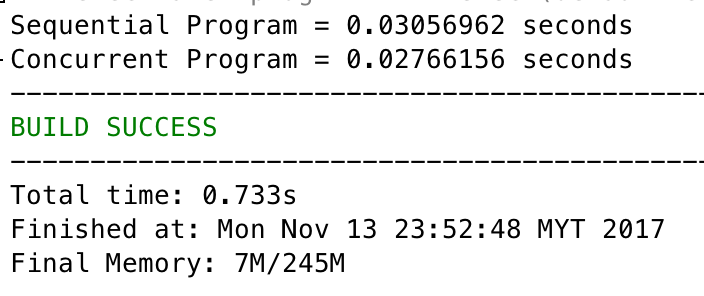 Sequential Program = 0.03056962 seconds
Concurrent Program = 0.02766156 seconds
------------------------------------------
BUILD SUCCESS
------------------------------------------
Total time: 0.733s
Finished at: Mon Nov 13 23:52:48 MYT 2017
Final Memory: 7M/245M